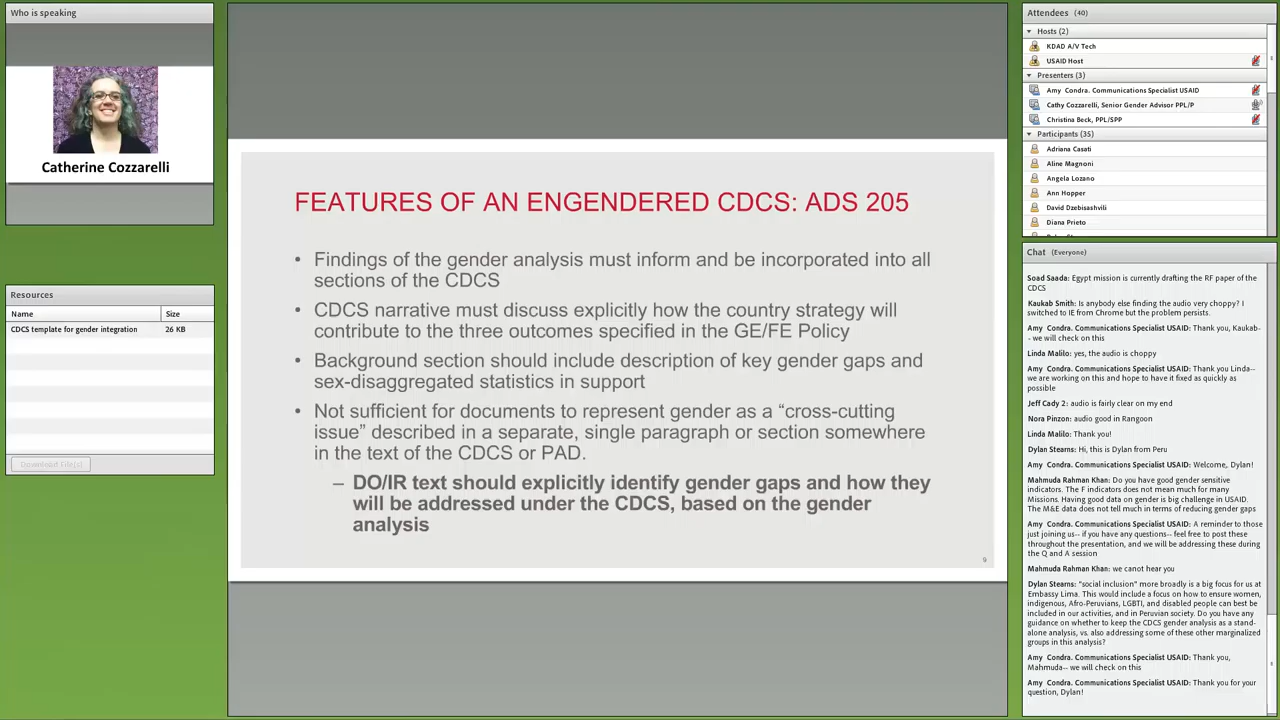 Who is speaking
Catherine Cozzarelli
Resources
Name Size
CDCS template for gender integration 26 KB
Download File(s)
FEATURES OF AN ENGENDERED CDCS: ADS 205
• Findings of the gender analysis must inform and be incorporated into all
sections of the CDCS
• CDCS narrative must discuss explicitly how the country strategy will
contribute to the three outcomes specified in the GE/FE Policy
• Background section should include description of key gender gaps and
sex-disaggregated statistics in support
• Not sufficient for documents to represent gender as a “cross-cutting
issue” described in a separate, single paragraph or section somewhere
in the text of the CDCS or PAD.
– DO/IR text should explicitly identify gender gaps and how they
will be addressed under the CDCS, based on the gender
analysis
9
Attendees (40)
Hosts (2)
KDAD A/V Tech
USAID Host
Presenters (3)
Amy Condra. Communications Specialist USAID
Cathy Cozzarelli, Senior Gender Advisor PPL/P
Christina Beck, PPL/SPP
Participants (35)
Adriana Casati
Aline Magnoni
Angela Lozano
Ann Hopper
David Dzebisashvili
Diana Prieto
Chat (Everyone)
Soad Saada: Egypt mission is currently drafting the RF paper of the
CDCS
Kaukab Smith: Is anybody else finding the audio very choppy? I
switched to IE from Chrome but the problem persists.
Amy Condra. Communications Specialist USAID: Thank you, Kaukab-
- we will check on this
Linda Malilo: yes, the audio is choppy
Amy Condra. Communications Specialist USAID: Thank you Linda--
we are working on this and hope to have it fixed as quickly as
possible
Jeff Cady 2: audio is fairly clear on my end
Nora Pinzon: audio good in Rangoon
Linda Malilo: Thank you!
Dylan Stearns: Hi, this is Dylan from Peru
Amy Condra. Communications Specialist USAID: Welcome, Dylan!
Mahmuda Rahman Khan: Do you have good gender sensitive
indicators. The F indicators does not mean much for many
Missions. Having good data on gender is big challenge in USAID.
The M&E data does not tell much in terms of reducing gender gaps
Amy Condra. Communications Specialist USAID: A reminder to those
just joining us-- if you have any questions-- feel free to post these
throughout the presentation, and we will be addressing these during
the Q and A session
Mahmuda Rahman Khan: we canot hear you
Dylan Stearns: "social inclusion" more broadly is a big focus for us at
Embassy Lima. This would include a focus on how to ensure women,
indigenous, Afro-Peruvians, LGBTI, and disabled people can best be
included in our activities, and in Peruvian society. Do you have any
guidance on whether to keep the CDCS gender analysis as a stand-
alone analysis, vs. also addressing some of these other marginalized
groups in this analysis?
Amy Condra. Communications Specialist USAID: Thank you,
Mahmuda-- we will check on this
Amy Condra. Communications Specialist USAID: Thank you for your
question, Dylan!